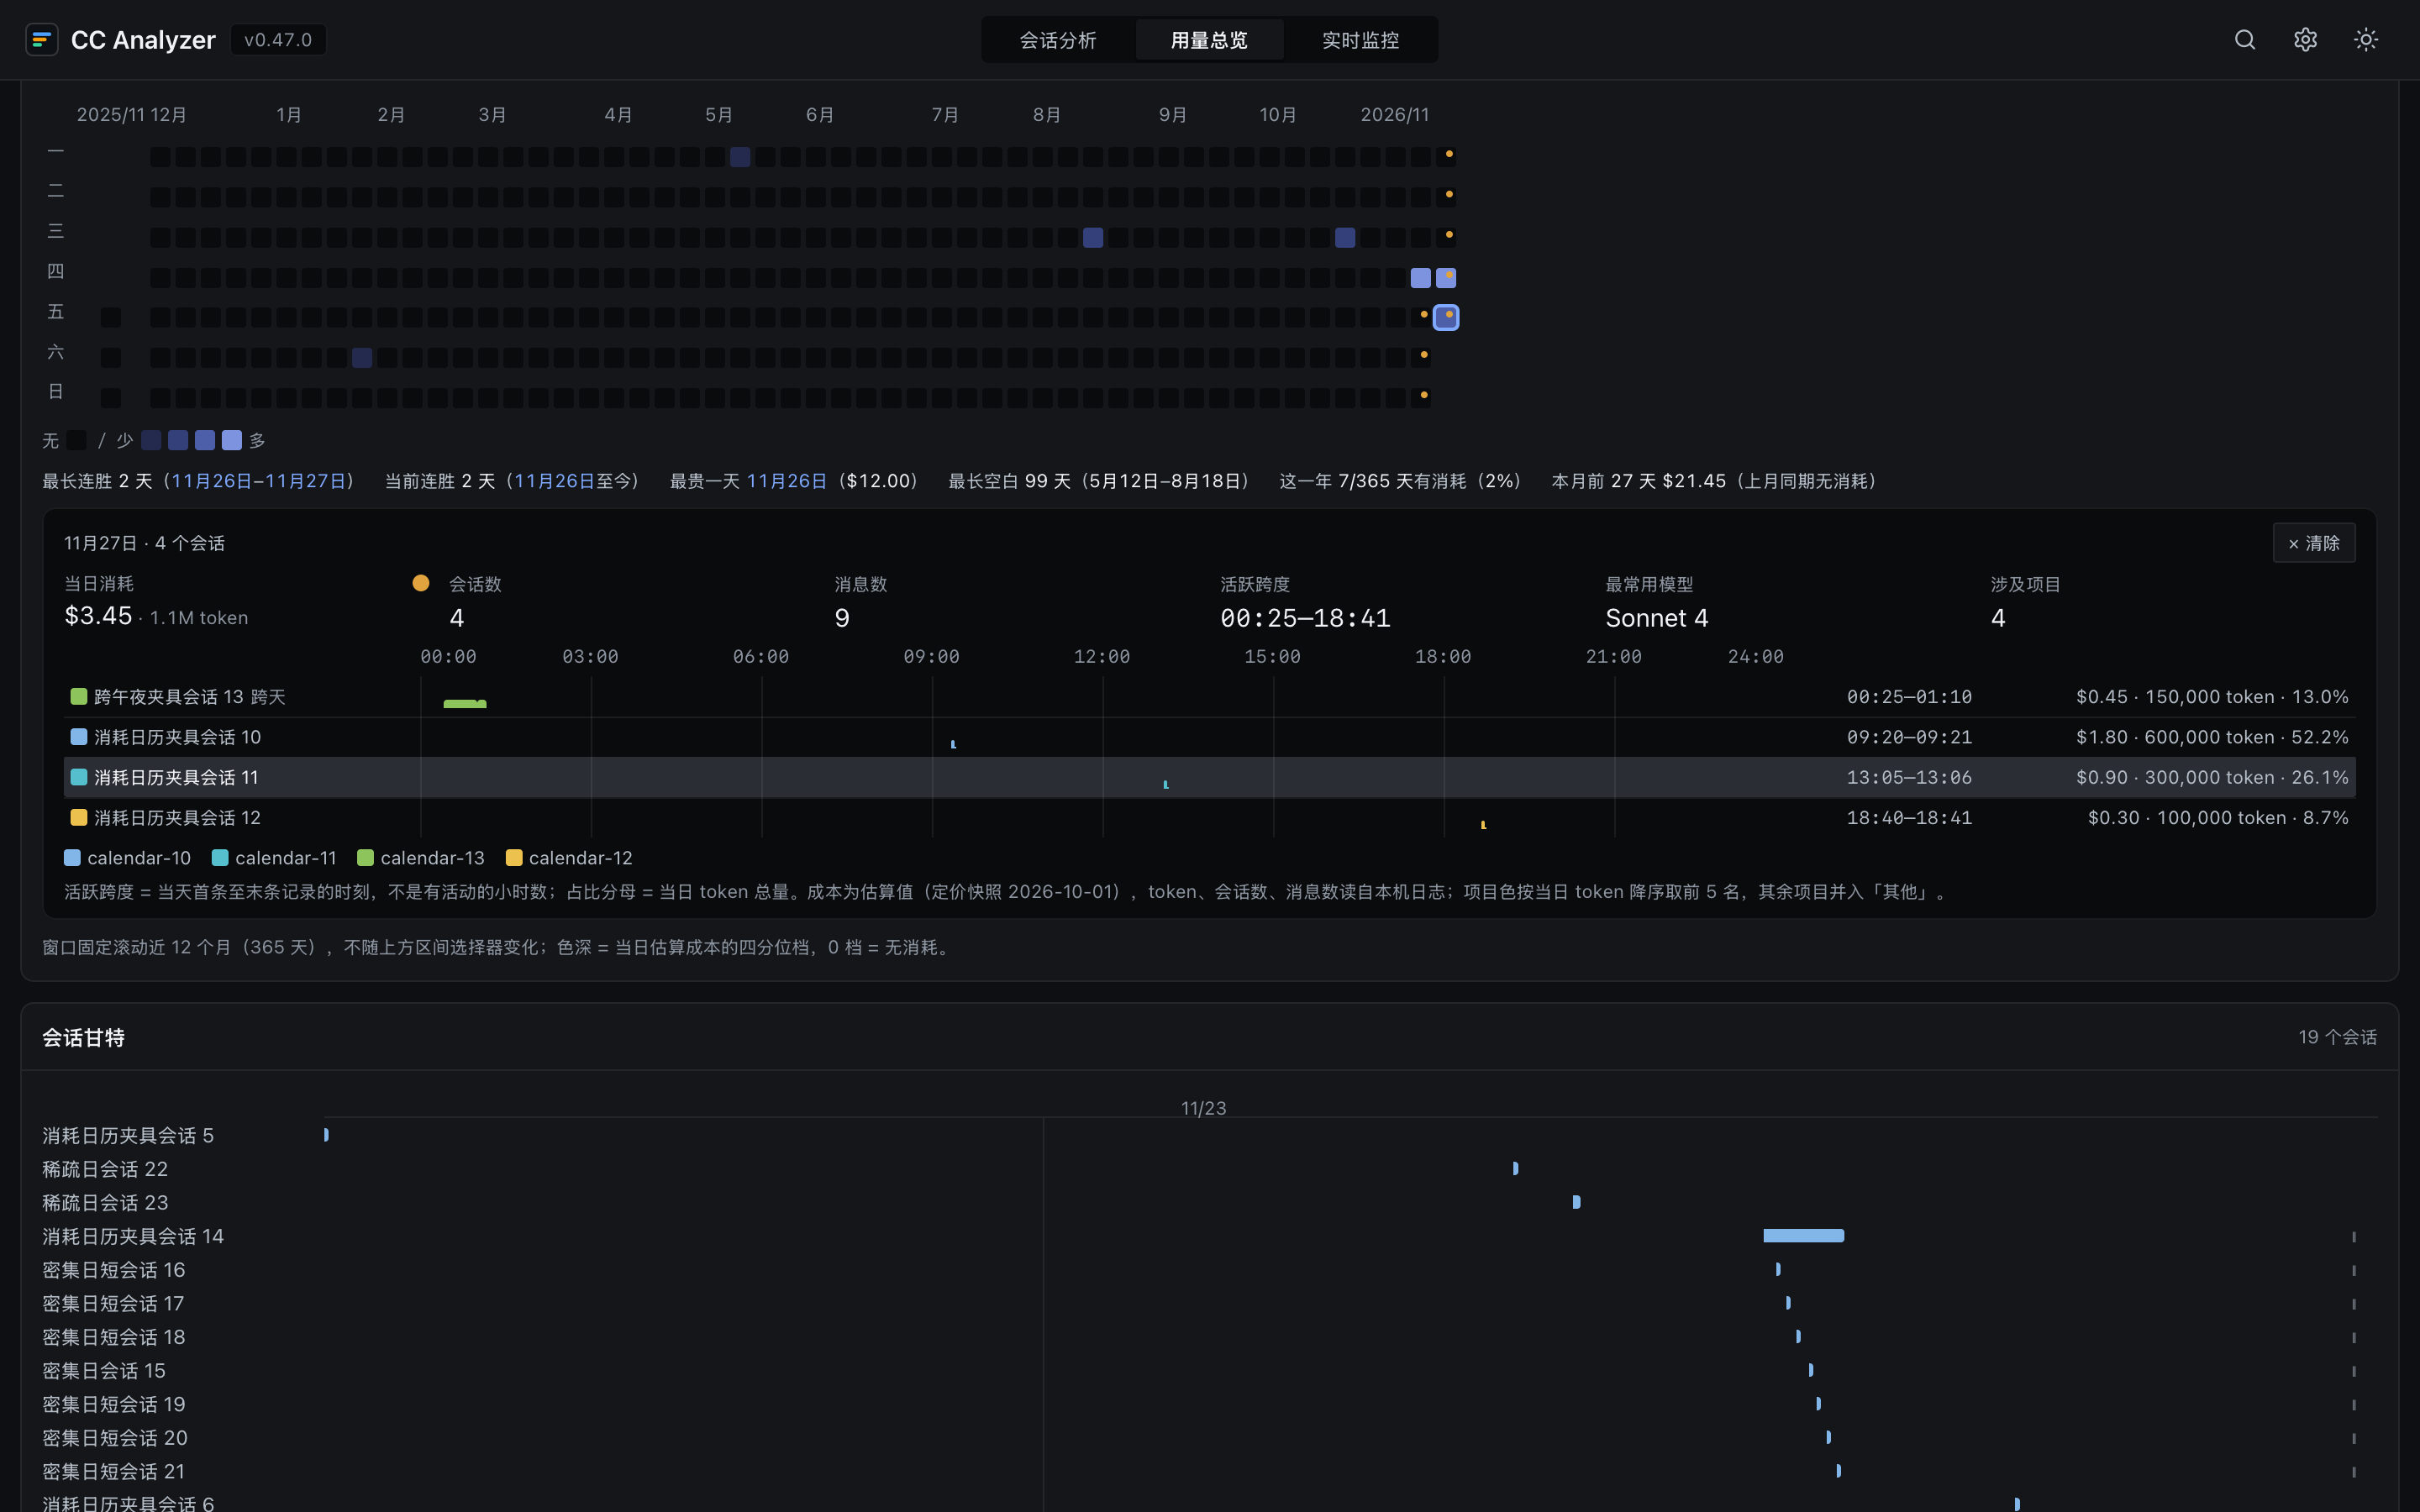 CC Analyzer v0.47.0 会话分析 用量总览 实时监控
2025/11 12月 1月 2月 3月 4月 5月 6月 7月 8月 9月 10月 2026/11
一
二
三
四
五
六
日
无 / 少 多
最长连胜 2 天（11月26日–11月27日） 当前连胜 2 天（11月26日至今） 最贵一天 11月26日（$12.00） 最长空白 99 天（5月12日–8月18日） 这一年 7/365 天有消耗（2%） 本月前 27 天 $21.45（上月同期无消耗）
11月27日 · 4 个会话 × 清除
当日消耗 会话数 消息数 活跃跨度 最常用模型 涉及项目
$3.45 · 1.1M token 4 9 00:25—18:41 Sonnet 4 4
00:00 03:00 06:00 09:00 12:00 15:00 18:00 21:00 24:00
跨午夜夹具会话 13 跨天 00:25—01:10 $0.45 · 150,000 token · 13.0%
消耗日历夹具会话 10 09:20—09:21 $1.80 · 600,000 token · 52.2%
消耗日历夹具会话 11 13:05—13:06 $0.90 · 300,000 token · 26.1%
消耗日历夹具会话 12 18:40—18:41 $0.30 · 100,000 token · 8.7%
calendar-10 calendar-11 calendar-13 calendar-12
活跃跨度 = 当天首条至末条记录的时刻，不是有活动的小时数；占比分母 = 当日 token 总量。成本为估算值（定价快照 2026-10-01），token、会话数、消息数读自本机日志；项目色按当日 token 降序取前 5 名，其余项目并入「其他」。
窗口固定滚动近 12 个月（365 天），不随上方区间选择器变化；色深 = 当日估算成本的四分位档，0 档 = 无消耗。
会话甘特 19 个会话
11/23
消耗日历夹具会话 5
稀疏日会话 22
稀疏日会话 23
消耗日历夹具会话 14
密集日短会话 16
密集日短会话 17
密集日短会话 18
密集日会话 15
密集日短会话 19
密集日短会话 20
密集日短会话 21
消耗日历夹具会话 6